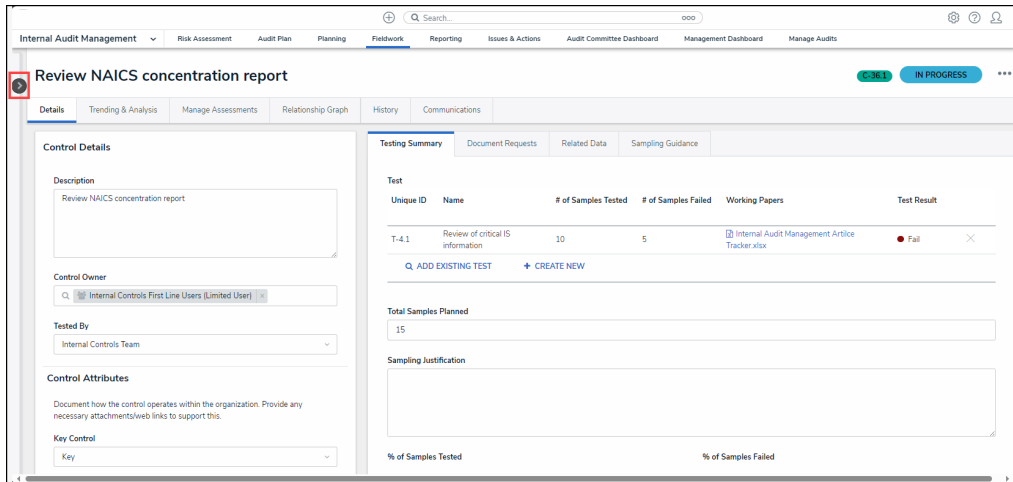 Search...
Internal Audit Management
Risk Assessment
Audit Plan
Planning
Fieldwork
Reporting
Issues & Actions
Audit Committee Dashboard
Management Dashboard
Manage Audits
Review NAICS concentration report
C-36.1
IN PROGRESS
Details
Trending & Analysis
Manage Assessments
Relationship Graph
History
Communications
Control Details
Description
Review NAICS concentration report
Control Owner
Internal Controls First Line Users (Limited User) ×
Tested By
Internal Controls Team
Control Attributes
Document how the control operates within the organization. Provide any
necessary attachments/web links to support this.
Key Control
Key
Testing Summary
Document Requests
Related Data
Sampling Guidance
Test
Unique ID Name # of Samples Tested # of Samples Failed Working Papers Test Result
T-4.1 Review of critical IS information 10 5 Internal Audit Management Artilce Tracker.xlsx Fail
ADD EXISTING TEST + CREATE NEW
Total Samples Planned
15
Sampling Justification
% of Samples Tested % of Samples Failed